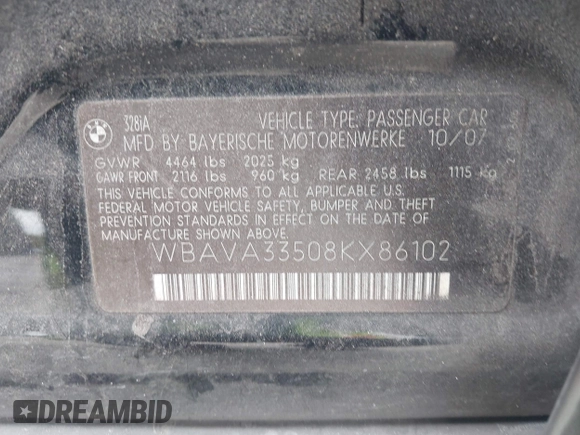 BMW
328iA
VEHICLE TYPE: PASSENGER CAR
MFD BY BAYERISCHE MOTORENWERKE 10/07
GVWR 4464 lbs 2025 kg
GAWR FRONT 2116 lbs 960 kg REAR 2458 lbs 1115 kg
THIS VEHICLE CONFORMS TO ALL APPLICABLE U.S.
FEDERAL MOTOR VEHICLE SAFETY, BUMPER AND THEFT
PREVENTION STANDARDS IN EFFECT ON THE DATE OF
MANUFACTURE SHOWN ABOVE.
WBAVA33508KX86102
DREAMBID